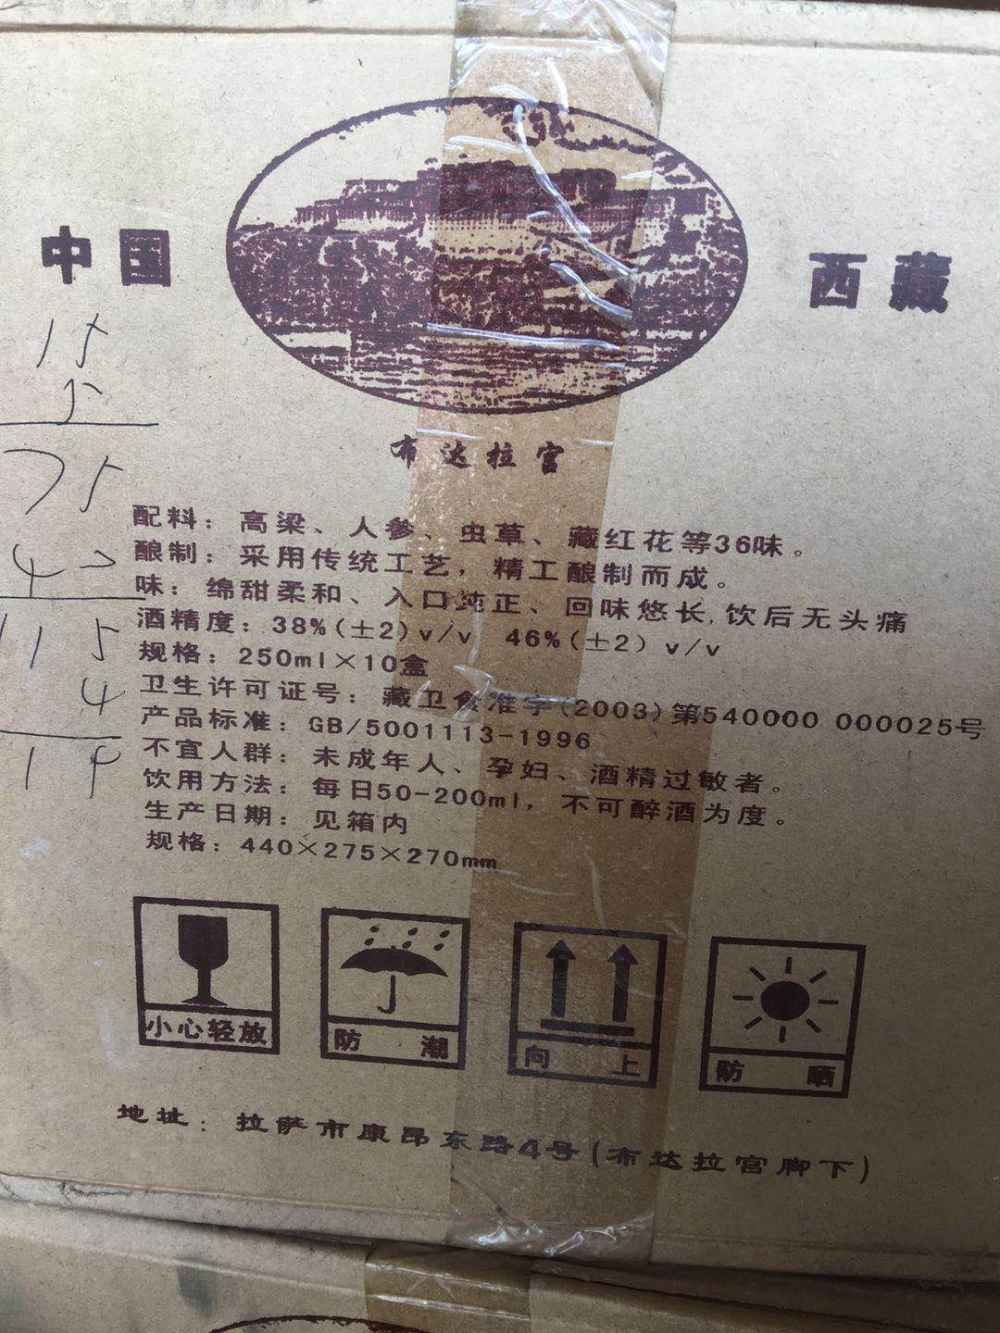 中国
西藏
布达拉宫
配料：高梁、人参、虫草、藏红花等36味。
酿制：采用传统工艺，精工酿制而成。
味：绵甜柔和、入口纯正、回味悠长,饮后无头痛
酒精度：38%(±2)v/v 46%(±2) v/v
规格：250ml×10盒
卫生许可证号：藏卫食准字(2003)第540000 000025号
产品标准：GB/5001113-1996
不宜人群：未成年人、孕妇、酒精过敏者。
饮用方法：每日50-200ml，不可醉酒为度。
生产日期：见箱内
规格：440×275×270mm
小心轻放
防潮
向上
防晒
地址：拉萨市康昂东路4号(布达拉宫脚下)
15
5
75
115
4